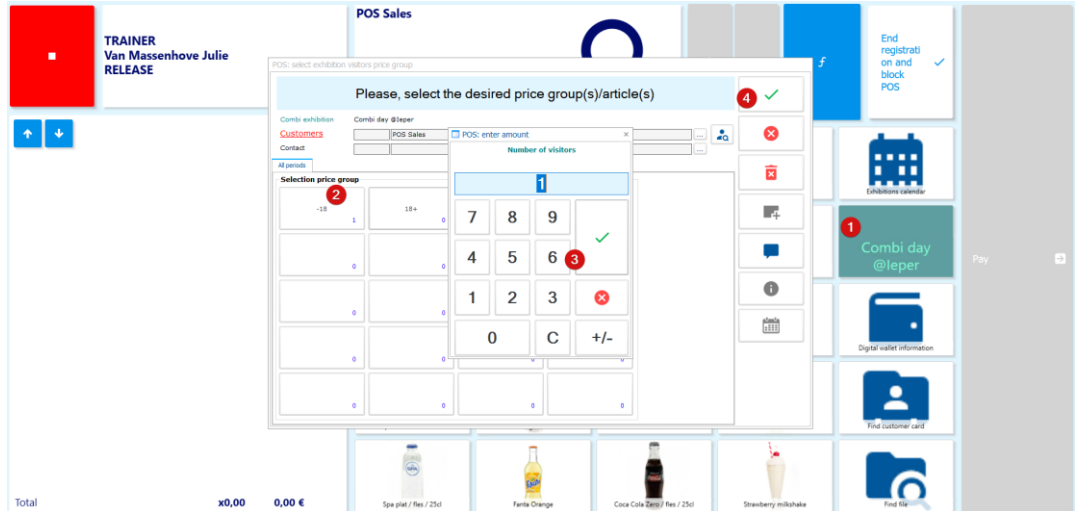 POS Sales
TRAINER
Van Massenhove Julie
RELEASE
End
registrati
on and
block
POS
POS: select exhibition visitors price group
Please, select the desired price group(s)/article(s)
4
Combi exhibition
Combi day @Ieper
Customers
POS Sales
...
Contact
...
All periods
Selection price group
2
-18
1
18+
0
0
0
0
0
0
0
0
0
POS: enter amount
Number of visitors
1
7
8
9
4
5
6
3
1
2
3
0
C
+/-
Exhibitions calendar
1
Combi day
@Ieper
Pay
Digital wallet information
Find customer card
Find file
Total
x0,00
0,00 €
Spa plat / fles / 25cl
Fanta Orange
Coca Cola Zero / fles / 25cl
Strawberry milkshake